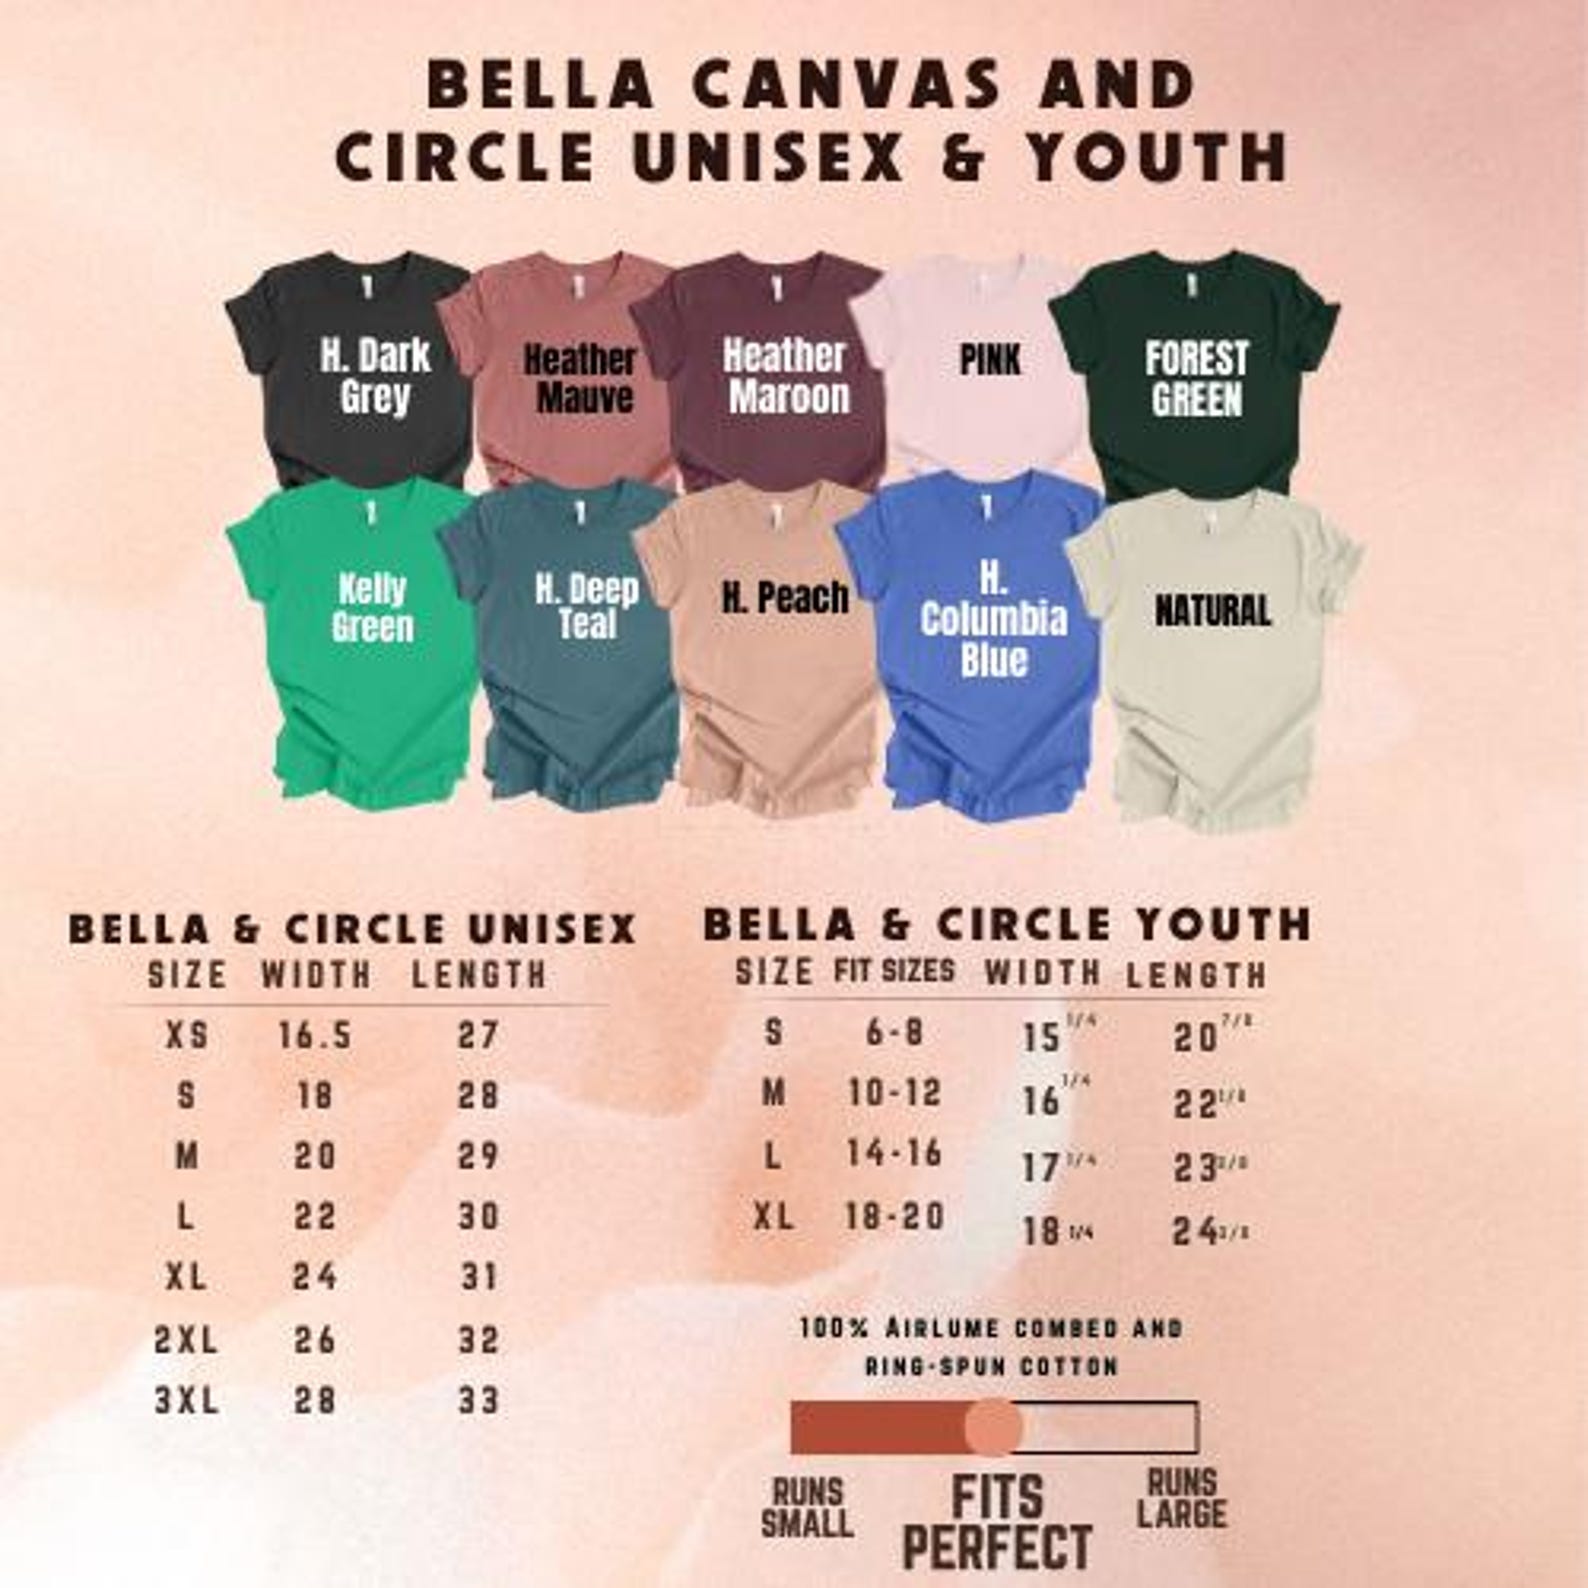 BELLA CANVAS AND
CIRCLE UNISEX & YOUTH
H. Dark
Grey
Heather
Mauve
Heather
Maroon
PINK
FOREST
GREEN
Kelly
Green
H. Deep
Teal
H. Peach
H.
Columbia
Blue
NATURAL
BELLA & CIRCLE UNISEX
SIZE WIDTH LENGTH
XS 16.5 27
S 18 28
M 20 29
L 22 30
XL 24 31
2XL 26 32
3XL 28 33
BELLA & CIRCLE YOUTH
SIZE FIT SIZES WIDTH LENGTH
S 6-8 15 1/4 20 7/8
M 10-12 16 1/4 22 1/8
L 14-16 17 1/4 23
XL 18-20 18 1/4 24
100% AIRLUME COMBED AND
RING-SPUN COTTON
RUNS
SMALL
FITS
PERFECT
RUNS
LARGE